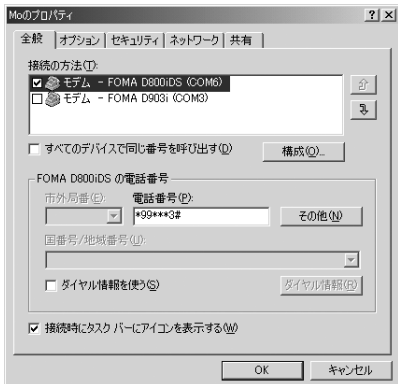 Moのプロパティ
全般 オプション セキュリティ ネットワーク 共有
接続の方法(T):
モデム - FOMA D800iDS (COM6)
モデム - FOMA D903i (COM3)
すべてのデバイスで同じ番号を呼び出す(D) 構成(O)...
FOMA D800iDS の電話番号
市外局番(E): 電話番号(P):
*99***3# その他(N)
国番号/地域番号(U):
ダイヤル情報を使う(S) ダイヤル情報(R)
接続時にタスク バーにアイコンを表示する(W)
OK キャンセル